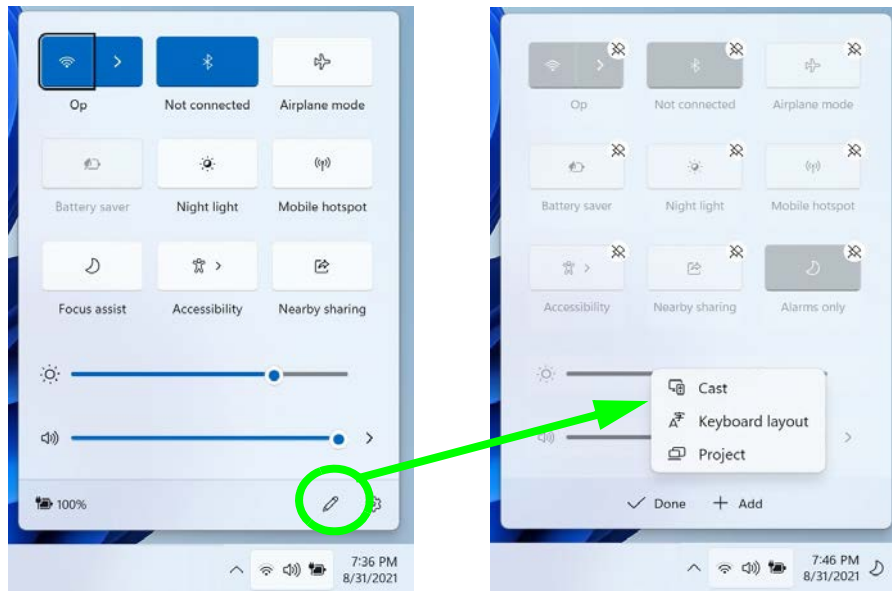 Op
Not connected
Airplane mode
Battery saver
Night light
Mobile hotspot
Focus assist
Accessibility
Nearby sharing
100%
7:36 PM
8/31/2021
Op
Not connected
Airplane mode
Battery saver
Night light
Mobile hotspot
Accessibility
Nearby sharing
Alarms only
Cast
Keyboard layout
Project
Done
Add
7:46 PM
8/31/2021